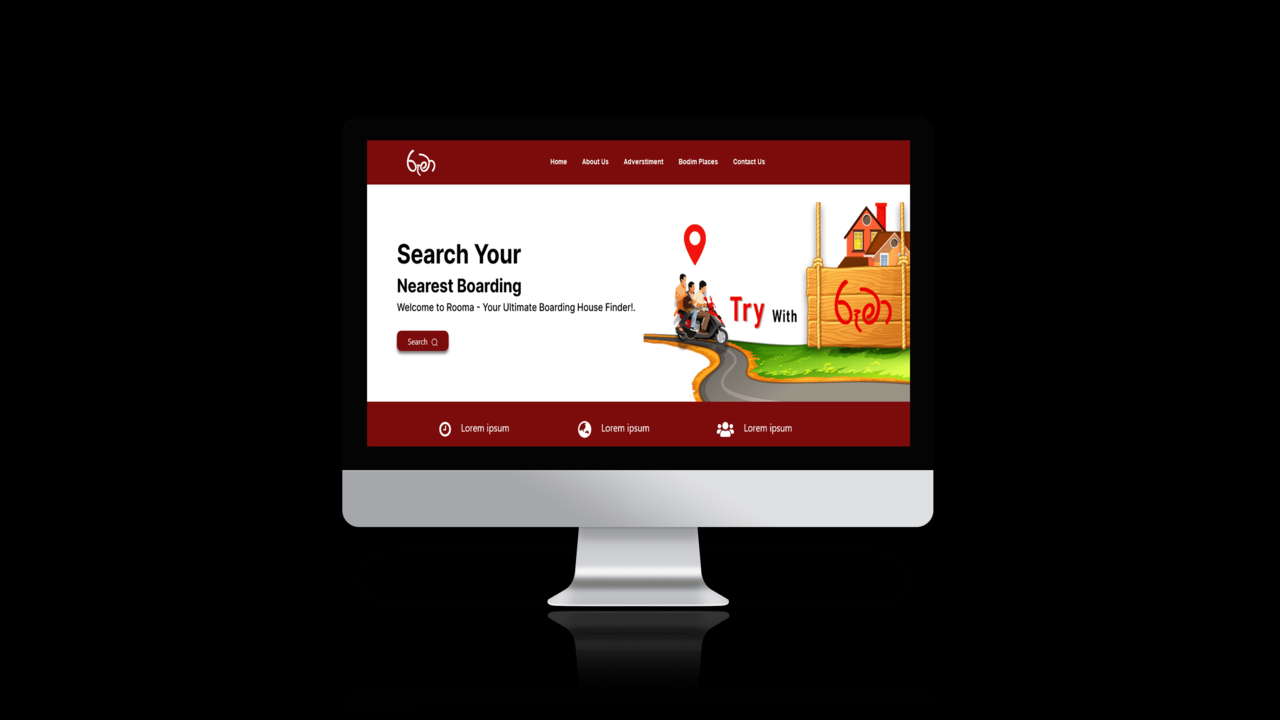 රූමා
Home About Us Adverstiment Bodim Places Contact Us
Search Your
Nearest Boarding
Welcome to Rooma - Your Ultimate Boarding House Finder!.
Search
Try With
රූමා
Lorem ipsum Lorem ipsum Lorem ipsum